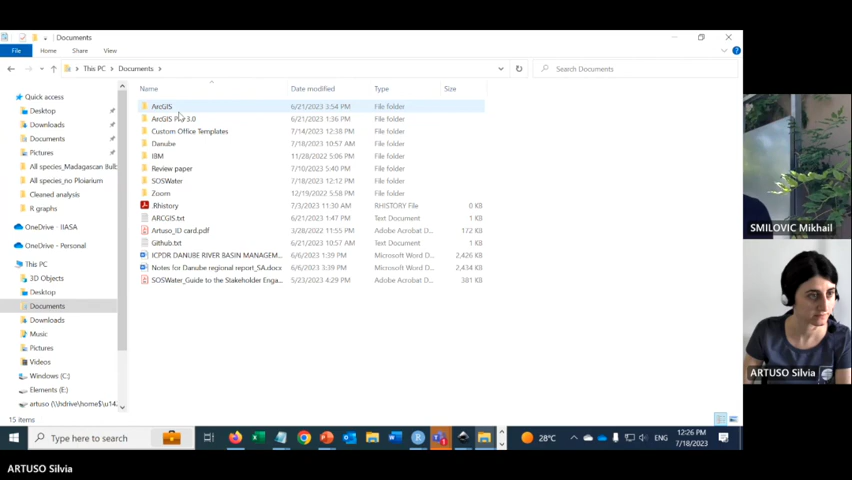 Documents
File Home Share View
This PC Documents Search Documents
Name Date modified Type Size
Quick access
Desktop
Downloads
Documents
Pictures
All species_Madagascan Bulb
All species_no Ploiarium
Cleaned analysis
R graphs
OneDrive - IIASA
OneDrive - Personal
This PC
3D Objects
Desktop
Documents
Downloads
Music
Pictures
Videos
Windows (C:)
Elements (E:)
15 items
ArcGIS 6/21/2023 3:54 PM File folder
6/21/2023 1:36 PM File folder
Custom Office Templates 7/14/2023 12:38 PM File folder
Danube 7/18/2023 10:57 AM File folder
IBM 11/28/2022 5:06 PM File folder
Review paper 7/10/2023 5:40 PM File folder
SOSWater 7/18/2023 12:12 PM File folder
Zoom 12/19/2022 5:58 PM File folder
.Rhistory 7/3/2023 11:30 AM RHISTORY File 0 KB
ARCGIS.txt 6/21/2023 1:47 PM Text Document 1 KB
Artuso_ID card.pdf 3/28/2022 11:55 PM Adobe Acrobat D... 172 KB
Github.txt 6/21/2023 10:57 AM Text Document 1 KB
ICPDR DANUBE RIVER BASIN MANAGEM... 6/6/2023 1:39 PM Microsoft Word D... 2,426 KB
Notes for Danube regional report_SA.docx 6/6/2023 3:39 PM Microsoft Word D... 2,434 KB
SOSWater_Guide to the Stakeholder Enga... 5/23/2023 4:29 PM Adobe Acrobat D... 381 KB
SMILOVIC Mikhail
ARTUSO Silvia
Type here to search 28°C ENG 12:26 PM
7/18/2023
ARTUSO Silvia